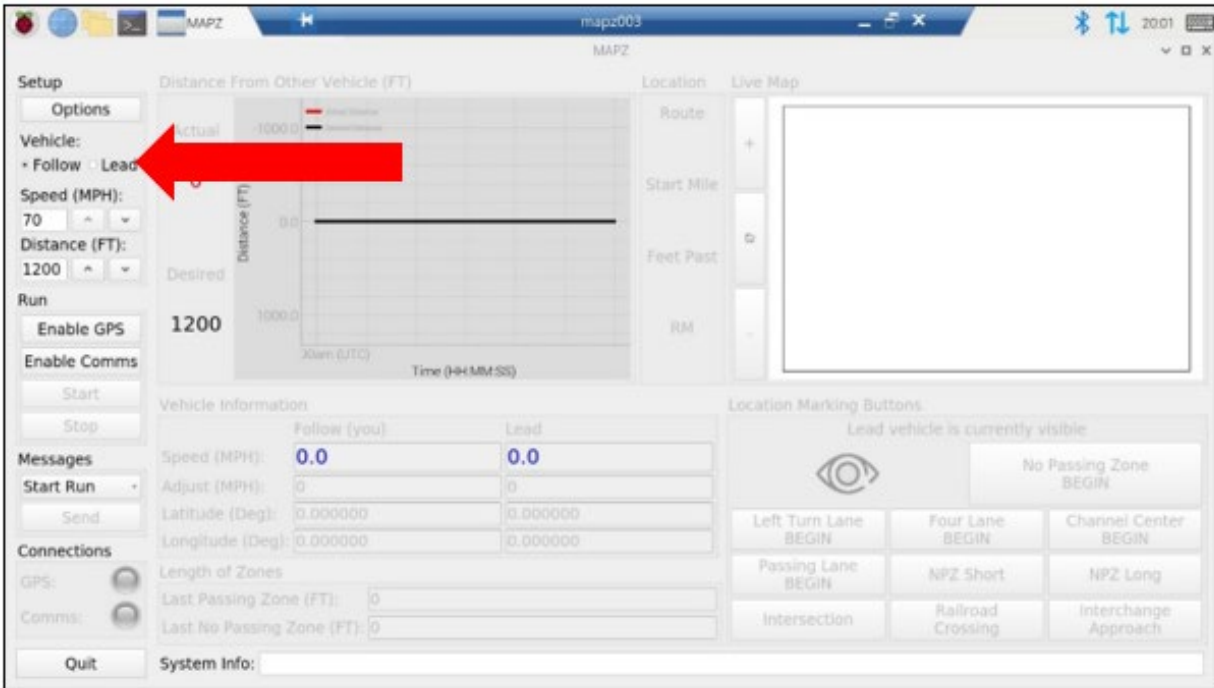 MAPZ
mapz003
20:01
MAPZ
Setup
Options
Vehicle:
Follow Lead
Speed (MPH):
70
Distance (FT):
1200
Run
Enable GPS
Enable Comms
Start
Stop
Messages
Start Run
Send
Connections
GPS:
Comms:
Quit
Distance From Other Vehicle (FT)
Actual
0
Desired
1200
Distance (FT)
-1000.0
0.0
1000.0
(UTC)
Time (HH:MM:SS)
Location
Route
Start Mile
Feet Past
RM
Live Map
+
-
Vehicle Information
Follow (you) Lead
Speed (MPH): 0.0 0.0
Adjust (MPH): 0 0
Latitude (Deg): 0.000000 0.000000
Longitude (Deg): 0.000000 0.000000
Length of Zones
Last Passing Zone (FT): 0
Last No Passing Zone (FT): 0
Location Marking Buttons
Lead vehicle is currently visible
No Passing Zone
BEGIN
Left Turn Lane
BEGIN
Four Lane
BEGIN
Channel Center
BEGIN
Passing Lane
BEGIN
NPZ Short
NPZ Long
Intersection
Railroad
Crossing
Interchange
Approach
System Info: